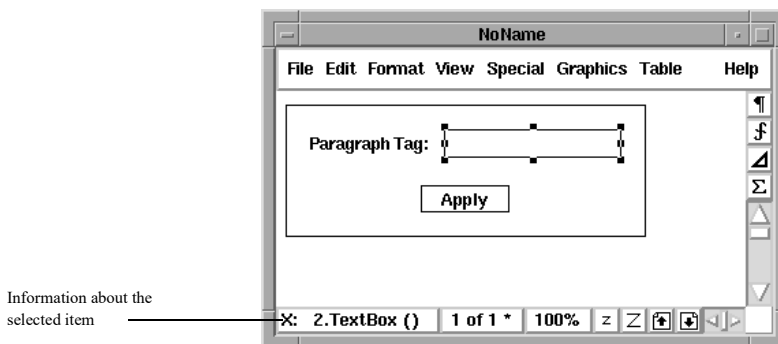 NoName
File Edit Format View Special Graphics Table Help
¶
Paragraph Tag:
Σ
Apply
Information about the
selected item
X: 2.TextBox () 1 of 1 * 100% z Z